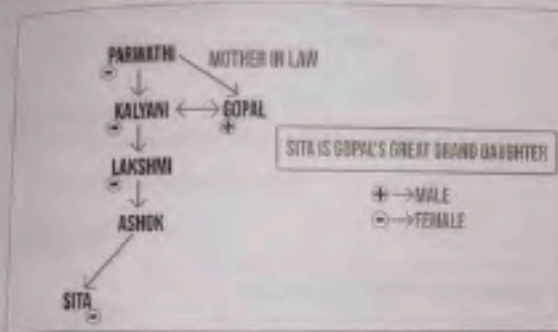 PARWATHI
MOTHER IN LAW
KALYANI
GOPAL
LAKSHMI
ASHOK
SITA
SITA IS GOPAL'S GREAT GRAND DAUGHTER
+ → MALE
- → FEMALE